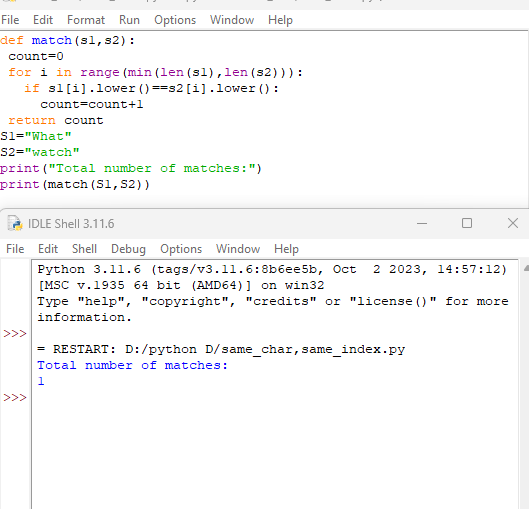 File Edit Format Run Options Window Help
def match(s1,s2):
 count=0
 for i in range(min(len(s1),len(s2))):
   if s1[i].lower()==s2[i].lower():
     count=count+1
 return count
S1="What"
S2="watch"
print("Total number of matches:")
print(match(S1,S2))
IDLE Shell 3.11.6
File Edit Shell Debug Options Window Help
Python 3.11.6 (tags/v3.11.6:8b6ee5b, Oct  2 2023, 14:57:12)
[MSC v.1935 64 bit (AMD64)] on win32
Type "help", "copyright", "credits" or "license()" for more
information.
>>>
= RESTART: D:/python D/same_char,same_index.py
Total number of matches:
1
>>>